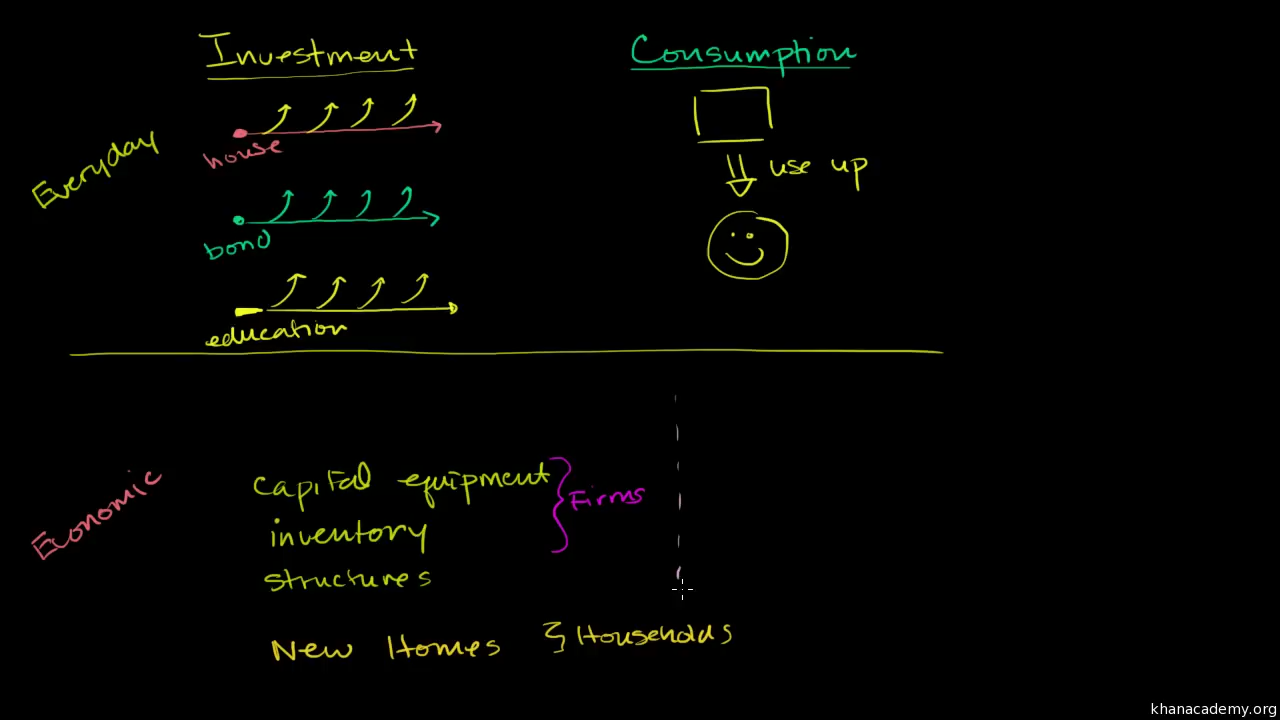 Investment
Consumption
Everyday
house
use up
bond
education
Economic
Capital equipment
Firms
inventory
structures
New Homes
Households
khanacademy.org